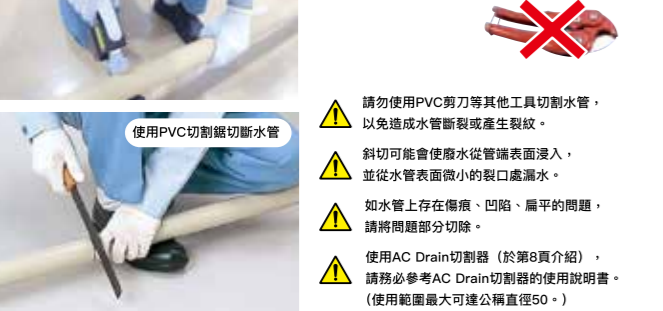 使用PVC切割鋸切斷水管
請勿使用PVC剪刀等其他工具切割水管，
以免造成水管斷裂或產生裂紋。
斜切可能會使廢水從管端表面浸入，
並從水管表面微小的裂口處漏水。
如水管上存在傷痕、凹陷、扁平的問題，
請將問題部分切除。
使用AC Drain切割器（於第8頁介紹），
請務必參考AC Drain切割器的使用說明書。
（使用範圍最大可達公稱直徑50。）